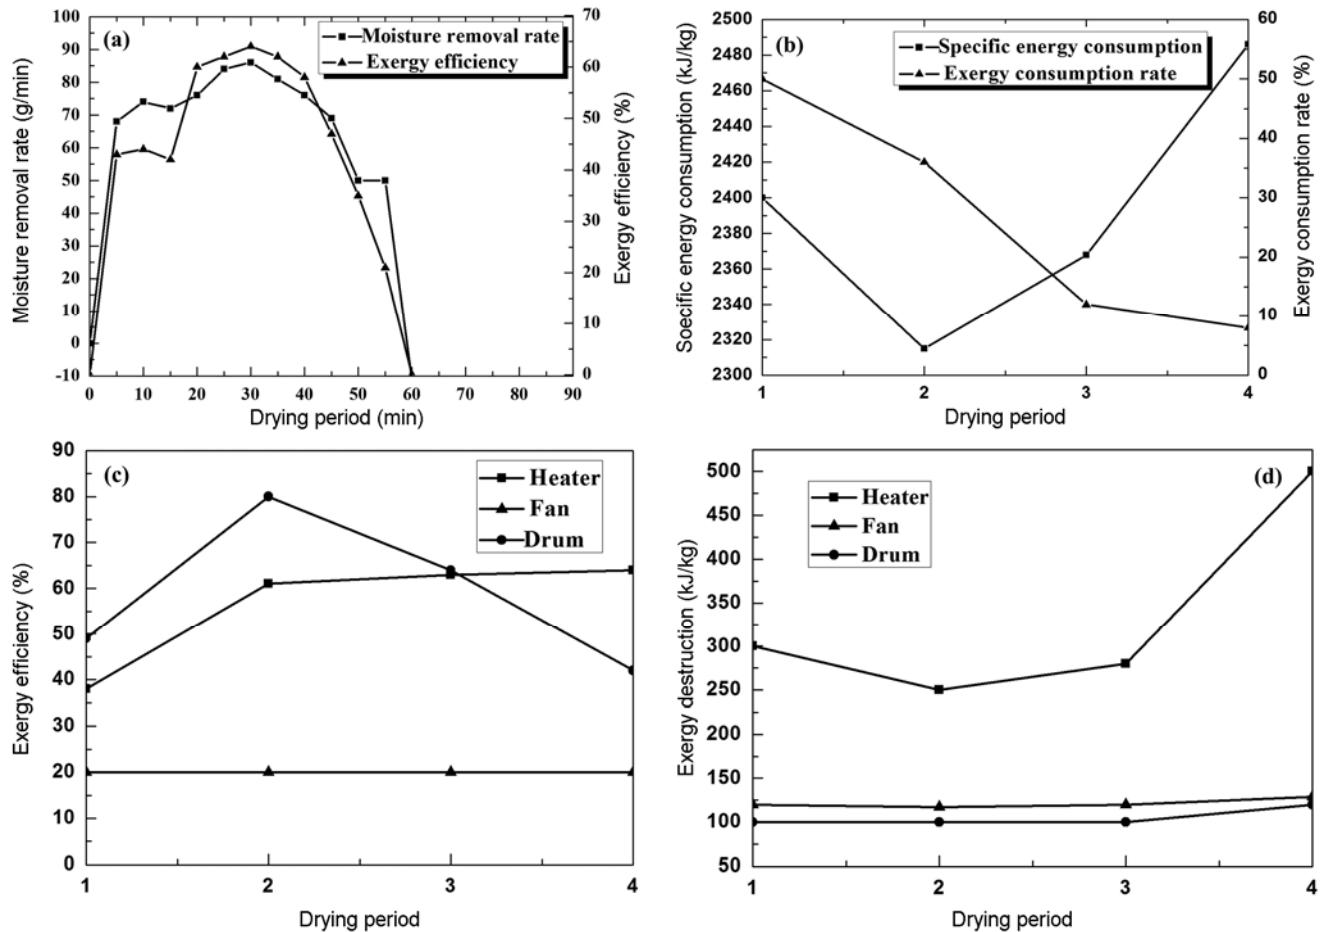 (a)
Moisture removal rate
Exergy efficiency
Moisture removal rate (g/min)
100
90
80
70
60
50
40
30
20
10
0
-10
70
60
50
40
30
20
10
0
Exergy efficiency (%)
0 10 20 30 40 50 60 70 80 90
Drying period (min)
(b)
Specific energy consumption
Exergy consumption rate
Soecific energy consumption (kJ/kg)
2500
2480
2460
2440
2420
2400
2380
2360
2340
2320
2300
60
50
40
30
20
10
0
Exergy consumption rate (%)
1 2 3 4
Drying period
(c)
Heater
Fan
Drum
Exergy efficiency (%)
90
80
70
60
50
40
30
20
10
0
1 2 3 4
Drying period
(d)
Heater
Fan
Drum
Exergy destruction (kJ/kg)
500
450
400
350
300
250
200
150
100
50
1 2 3 4
Drying period